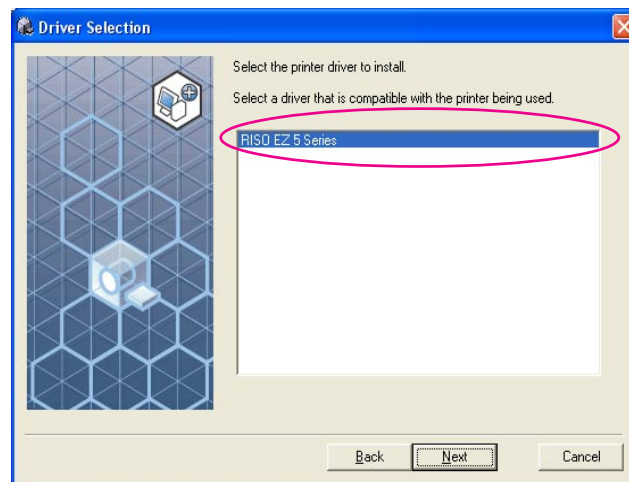 Driver Selection
Select the printer driver to install.
Select a driver that is compatible with the printer being used.
RISO EZ 5 Series
Back Next Cancel